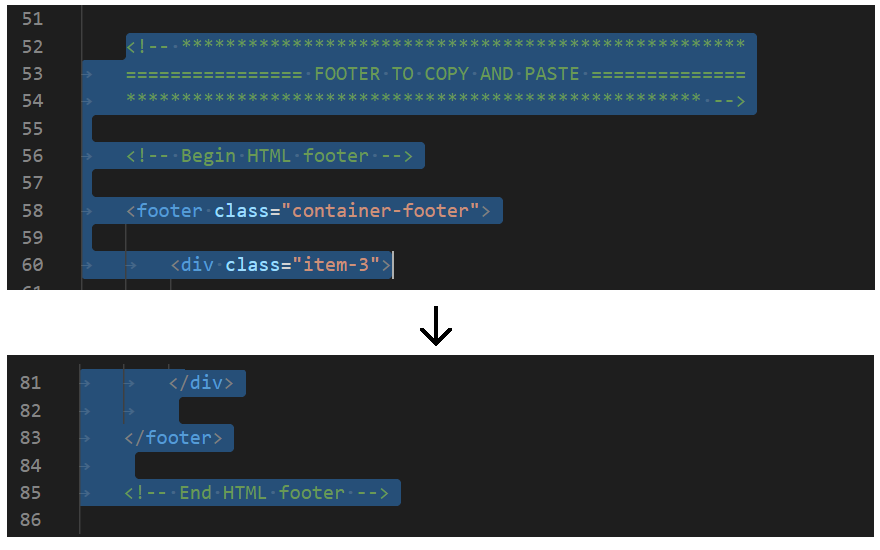 51
52 <!-- ***************************************************
53 ================ FOOTER TO COPY AND PASTE ==============
54 **************************************************** -->
55
56 <!-- Begin HTML footer -->
57
58 <footer class="container-footer">
59
60 <div class="item-3">
81 </div>
82
83 </footer>
84
85 <!-- End HTML footer -->
86